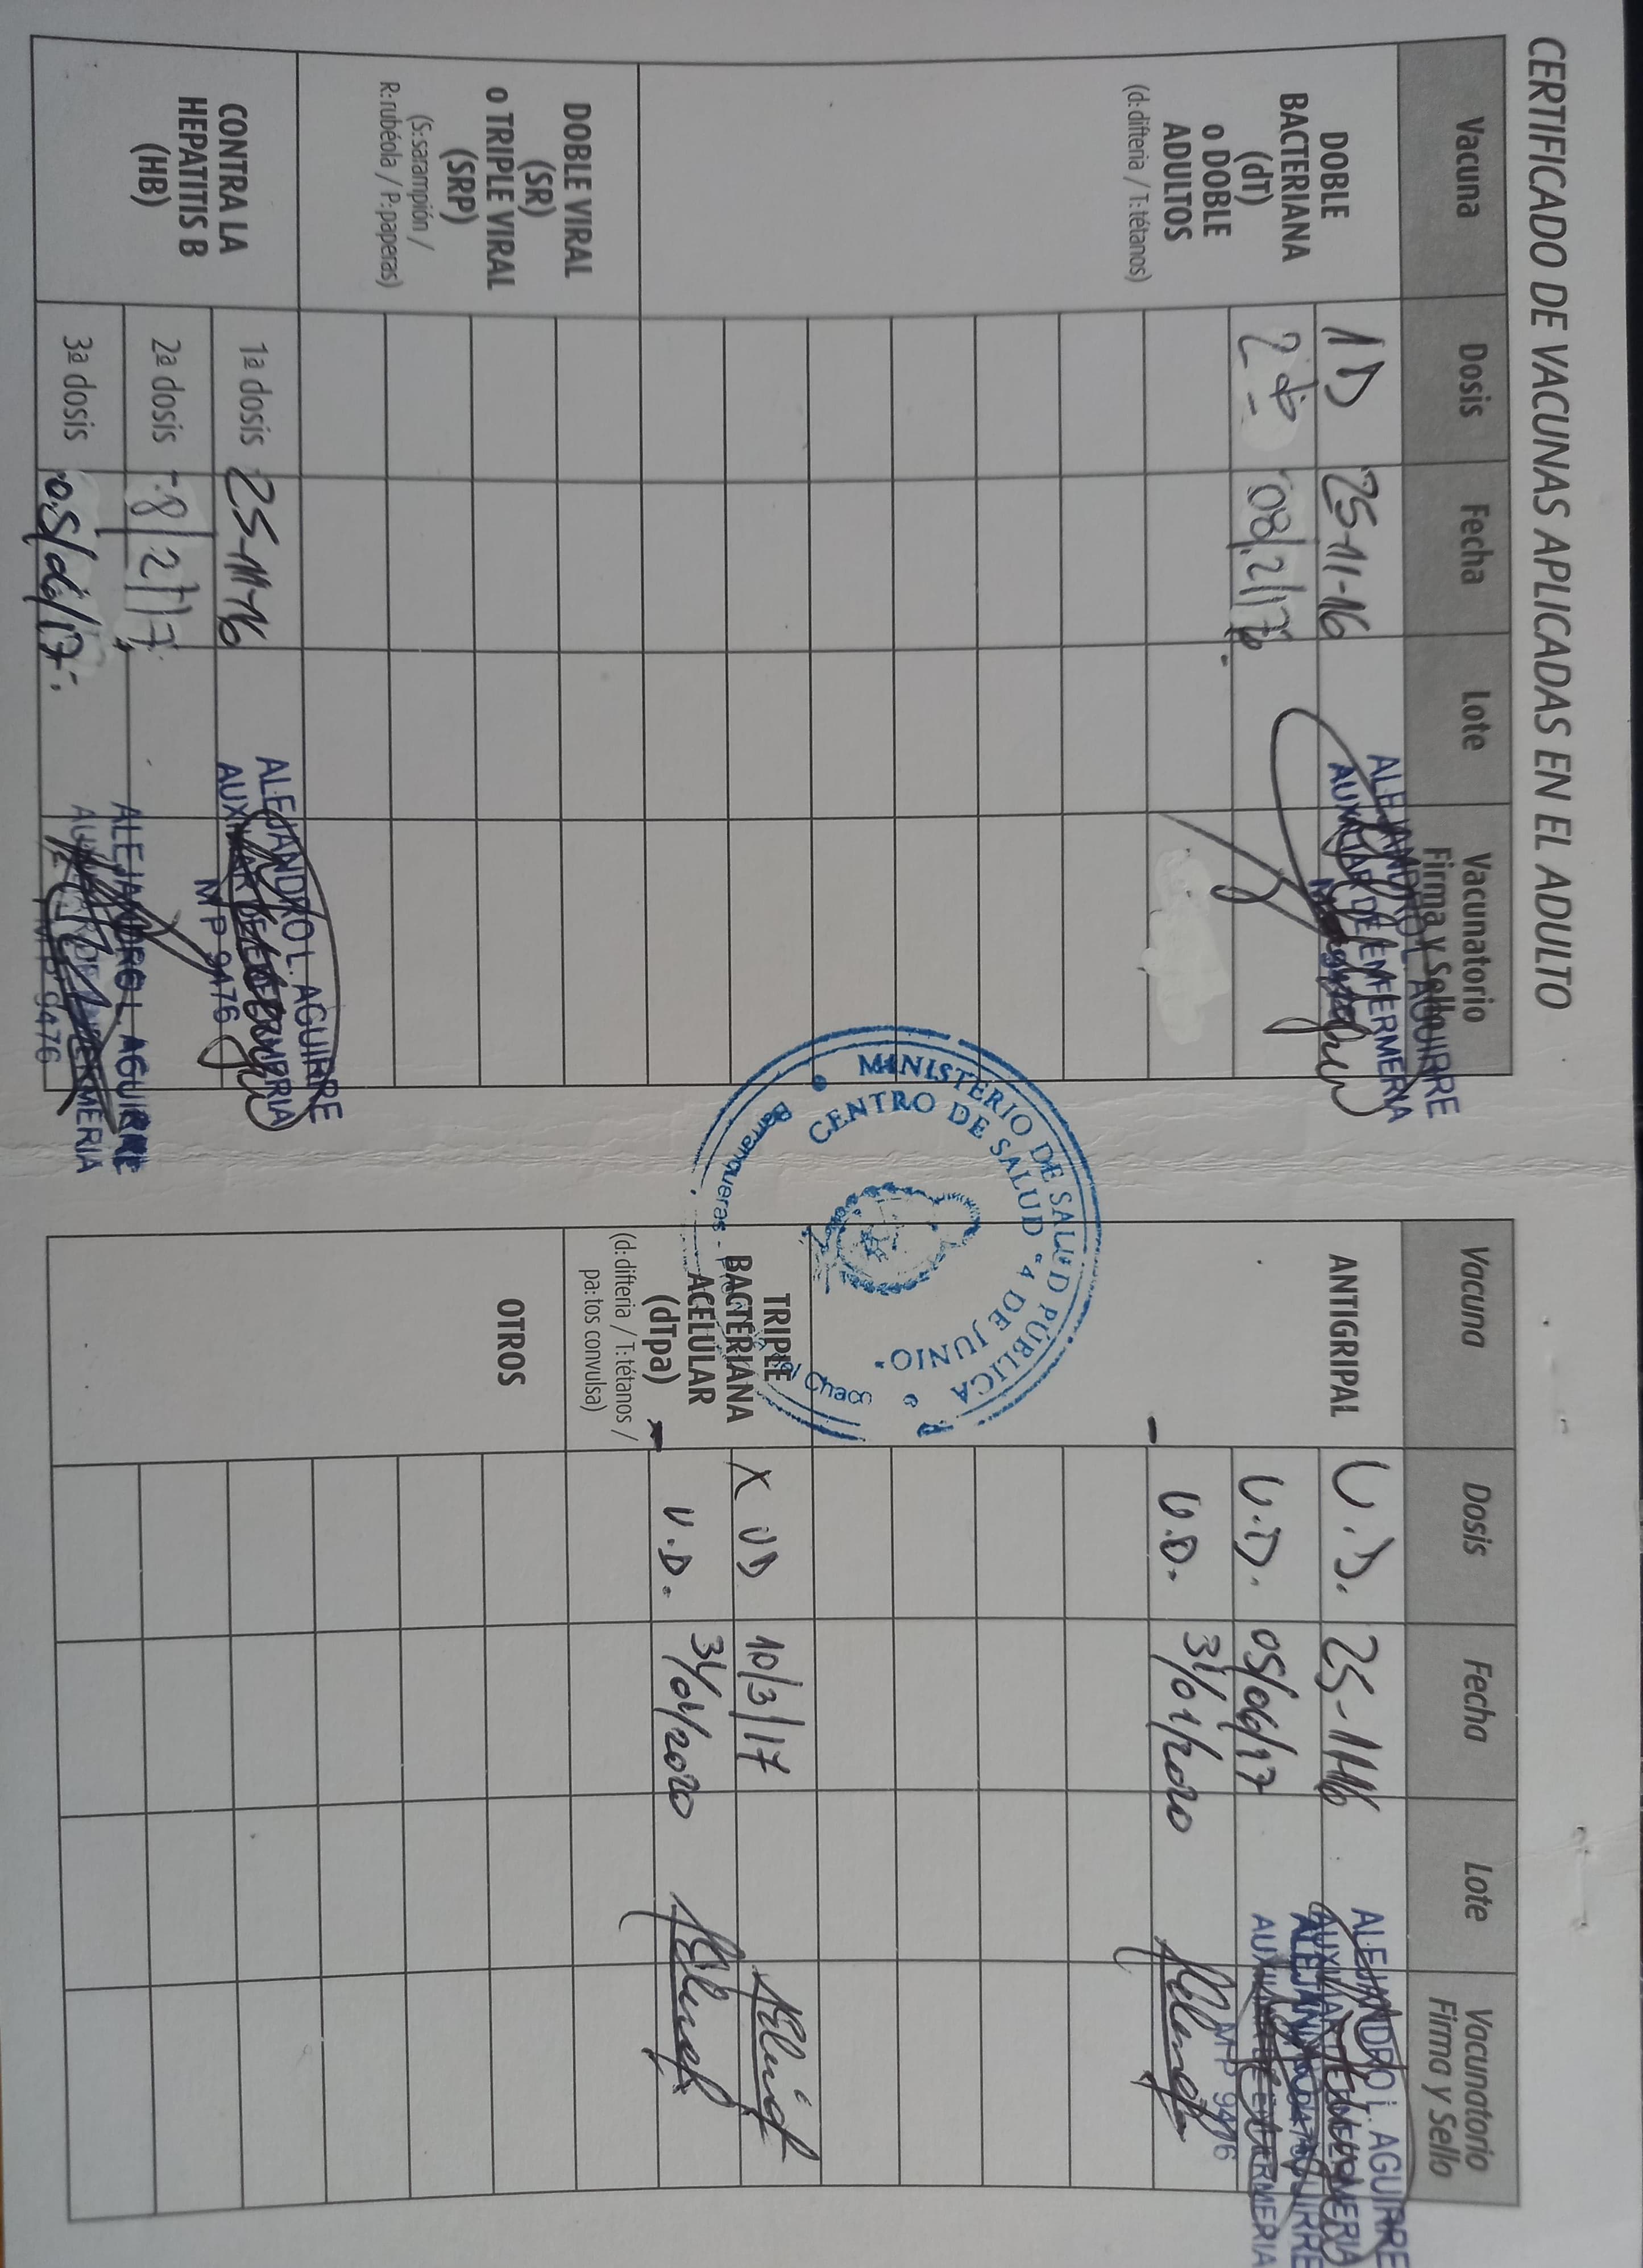 CERTIFICADO DE VACUNAS APLICADAS EN EL ADULTO
Vacuna Dosis Fecha Lote Vacunatorio
Firma y Sello
DOBLE
BACTERIANA
(dT)
o DOBLE
ADULTOS
(d: difteria / T: tétanos)
1D 25-11-16
ALEJANDRO L. AGUIRRE
AUXILIAR DE ENFERMERIA
2 08/2/17
DOBLE VIRAL
(SR)
o TRIPLE VIRAL
(SRP)
(S: sarampión /
R: rubéola / P: paperas)
CONTRA LA
HEPATITIS B
(HB)
1ª dosis 25-11-16
ALEJANDRO L. AGUIRRE
AUXILIAR DE ENFERMERIA
M P 9476
2ª dosis 8/2/17
3ª dosis 05/06/17
ALEJANDRO L. AGUIRRE
AUXILIAR DE ENFERMERIA
M P 9476
MINISTERIO DE SALUD PÚBLICA
CENTRO DE SALUD "4 DE JUNIO"
Barranqueras - Chaco
Vacuna Dosis Fecha Lote Vacunatorio
Firma y Sello
ANTIGRIPAL
U.D. 25-11-16
ALEJANDRO L. AGUIRRE
AUXILIAR DE ENFERMERIA
U.D. 05/06/17
ALEJANDRO L. AGUIRRE
AUXILIAR DE ENFERMERIA
MP 9476
U.D. 31/01/2020
TRIPLE
BACTERIANA
ACELULAR
(dTpa)
(d: difteria / T: tétanos /
pa: tos convulsa)
X UD 10/3/17
U.D. 31/01/2020
OTROS